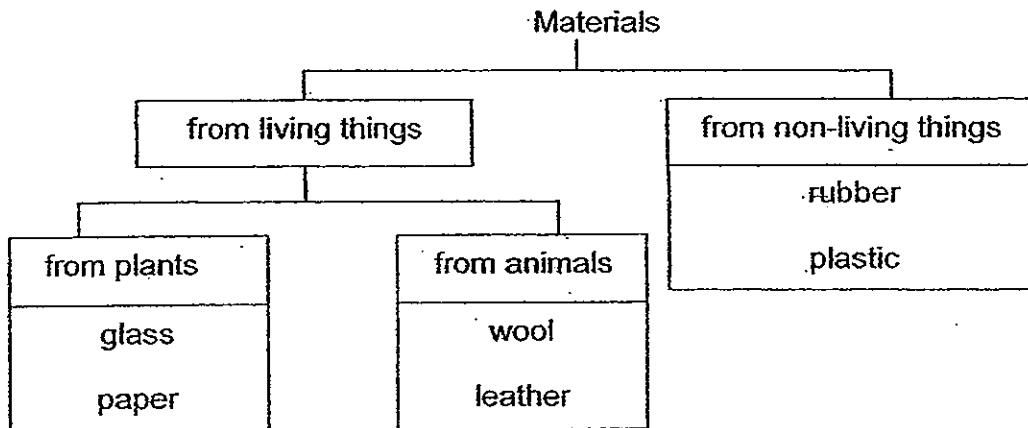 Materials
from living things
from non-living things
rubber
plastic
from plants
glass
paper
from animals
wool
leather